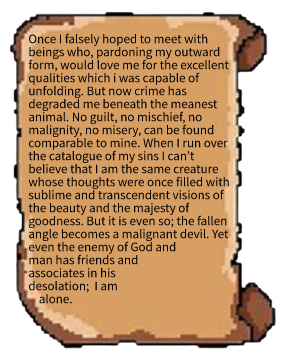 Once I falsely hoped to meet with
beings who, pardoning my outward
form, would love me for the excellent
qualities which i was capable of
unfolding. But now crime has
degraded me beneath the meanest
animal. No guilt, no mischief, no
malignity, no misery, can be found
comparable to mine. When I run over
the catalogue of my sins I can't
believe that I am the same creature
whose thoughts were once filled with
sublime and transcendent visions of
the beauty and the majesty of
goodness. But it is even so; the fallen
angle becomes a malignant devil. Yet
even the enemy of God and
man has friends and
associates in his
desolation;  I am
alone.